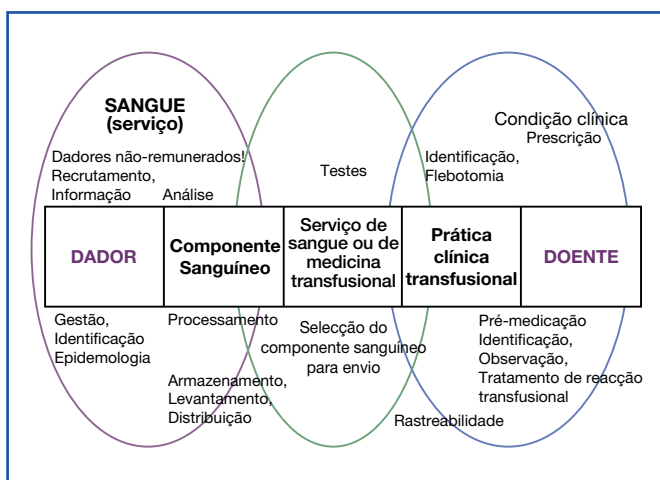 SANGUE
(serviço)
Dadores não-remunerados!
Recrutamento,
Informação
Análise
Testes
Condição clínica
Prescrição
Identificação,
Flebotomia
DADOR
Componente
Sanguíneo
Serviço de
sangue ou de
medicina
transfusional
Prática
clínica
transfusional
DOENTE
Gestão,
Identificação
Epidemologia
Processamento
Armazenamento,
Levantamento,
Distribuição
Selecção do
componente sanguíneo
para envio
Pré-medicação
Identificação,
Observação,
Tratamento de reacção
transfusional
Rastreabilidade